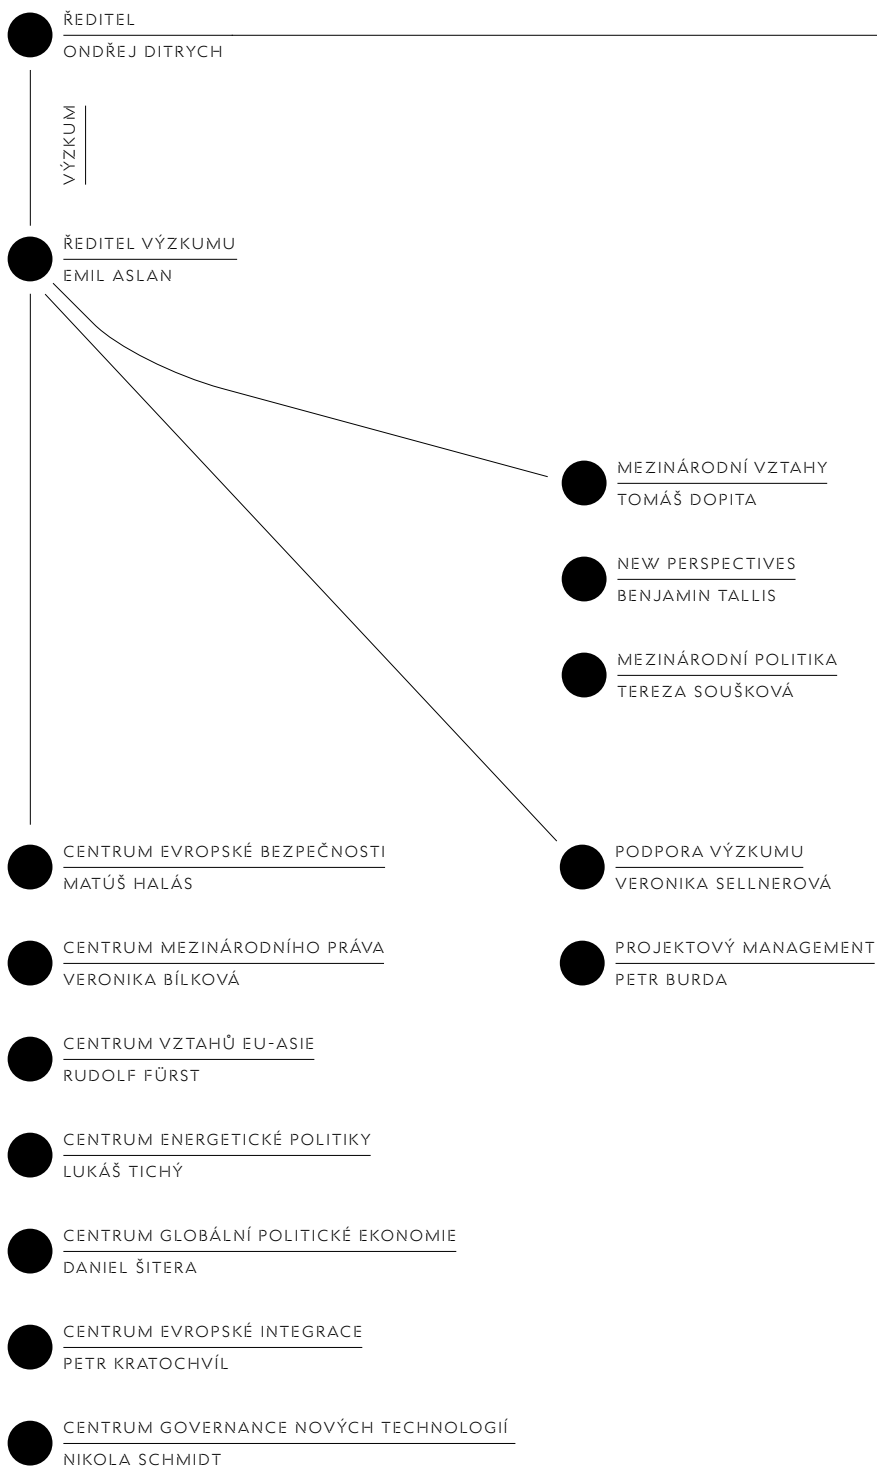 ŘEDITEL
ONDŘEJ DITRYCH
VÝZKUM
ŘEDITEL VÝZKUMU
EMIL ASLAN
MEZINÁRODNÍ VZTAHY
TOMÁŠ DOPITA
NEW PERSPECTIVES
BENJAMIN TALLIS
MEZINÁRODNÍ POLITIKA
TEREZA SOUŠKOVÁ
CENTRUM EVROPSKÉ BEZPEČNOSTI
MATÚŠ HALÁS
CENTRUM MEZINÁRODNÍHO PRÁVA
VERONIKA BÍLKOVÁ
CENTRUM VZTAHŮ EU-ASIE
RUDOLF FÜRST
CENTRUM ENERGETICKÉ POLITIKY
LUKÁŠ TICHÝ
CENTRUM GLOBÁLNÍ POLITICKÉ EKONOMIE
DANIEL ŠITERA
CENTRUM EVROPSKÉ INTEGRACE
PETR KRATOCHVÍL
CENTRUM GOVERNANCE NOVÝCH TECHNOLOGIÍ
NIKOLA SCHMIDT
PODPORA VÝZKUMU
VERONIKA SELLNEROVÁ
PROJEKTOVÝ MANAGEMENT
PETR BURDA